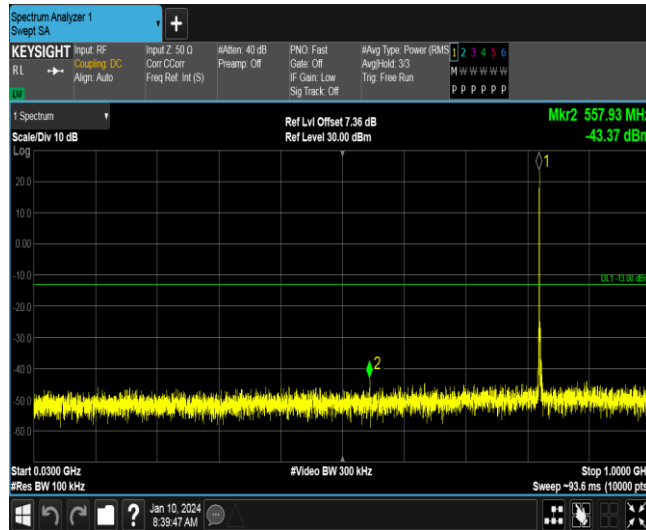 Spectrum Analyzer 1
Swept SA
+
KEYSIGHT
RL
LXI
Input: RF
Coupling: DC
Align: Auto
Input Z: 50 Ω
Corr CCorr
Freq Ref: Int (S)
#Atten: 40 dB
Preamp: Off
PNO: Fast
Gate: Off
IF Gain: Low
Sig Track: Off
#Avg Type: Power (RMS
Avg|Hold: 3/3
Trig: Free Run
1 2 3 4 5 6
M W W W W W
P P P P P P
1 Spectrum
Scale/Div 10 dB
Log
Ref Lvl Offset 7.36 dB
Ref Level 30.00 dBm
Mkr2 557.93 MHz
-43.37 dBm
1
20.0
10.0
0.00
-10.0
DL1 -13.00 dB
-20.0
-30.0
-40.0
2
-50.0
-60.0
Start 0.0300 GHz
#Res BW 100 kHz
#Video BW 300 kHz
Stop 1.0000 GH
Sweep ~93.6 ms (10000 pts
?
Jan 10, 2024
8:39:47 AM